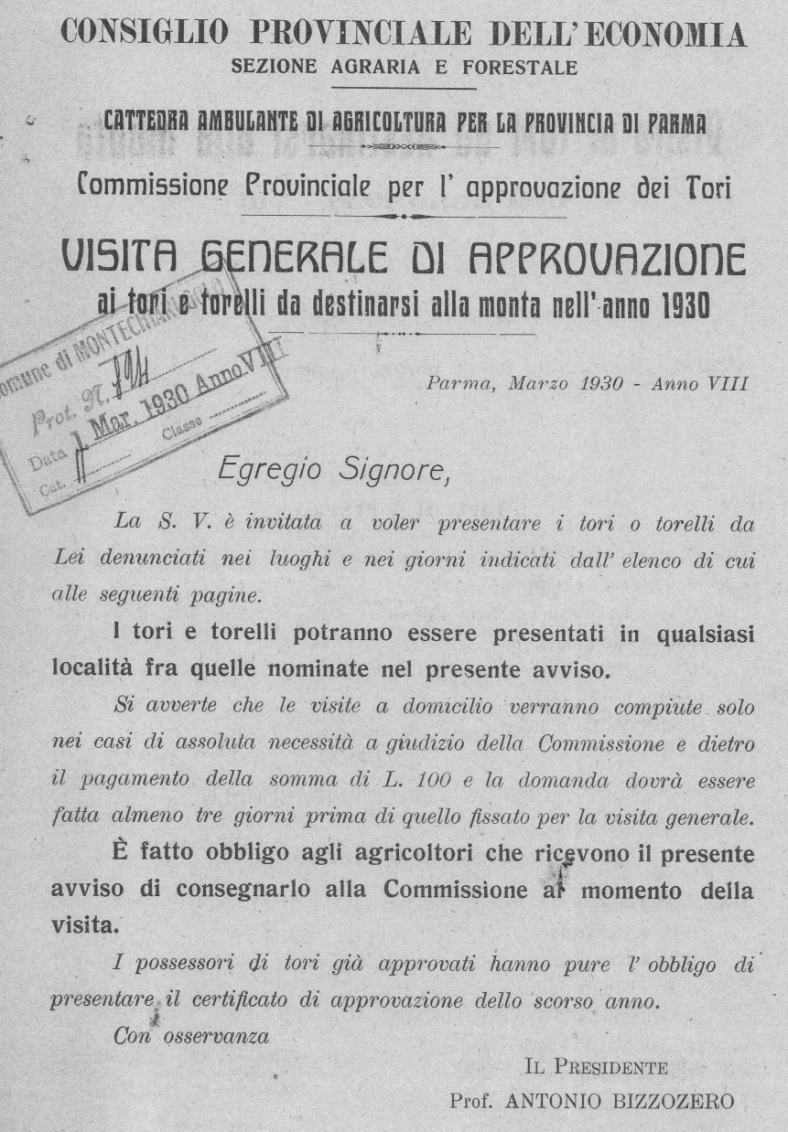 CONSIGLIO PROVINCIALE DELL'ECONOMIA
SEZIONE AGRARIA E FORESTALE
CATTEDRA AMBULANTE DI AGRICOLTURA PER LA PROVINCIA DI PARMA
Commissione Provinciale per l' approvazione dei Tori
VISITA GENERALE DI APPROVAZIONE
ai tori e torelli da destinarsi alla monta nell' anno 1930
Comune di MONTECHIARUGOLO
Prot. N.
Data 1 Mar. 1930 Anno VIII
Cat. Classe
Parma, Marzo 1930 - Anno VIII
Egregio Signore,
La S. V. è invitata a voler presentare i tori o torelli da
Lei denunciati nei luoghi e nei giorni indicati dall' elenco di cui
alle seguenti pagine.
I tori e torelli potranno essere presentati in qualsiasi
località fra quelle nominate nel presente avviso.
Si avverte che le visite a domicilio verranno compiute solo
nei casi di assoluta necessità a giudizio della Commissione e dietro
il pagamento della somma di L. 100 e la domanda dovrà essere
fatta almeno tre giorni prima di quello fissato per la visita generale.
È fatto obbligo agli agricoltori che ricevono il presente
avviso di consegnarlo alla Commissione al momento della
visita.
I possessori di tori già approvati hanno pure l' obbligo di
presentare il certificato di approvazione dello scorso anno.
Con osservanza
IL PRESIDENTE
Prof. ANTONIO BIZZOZERO